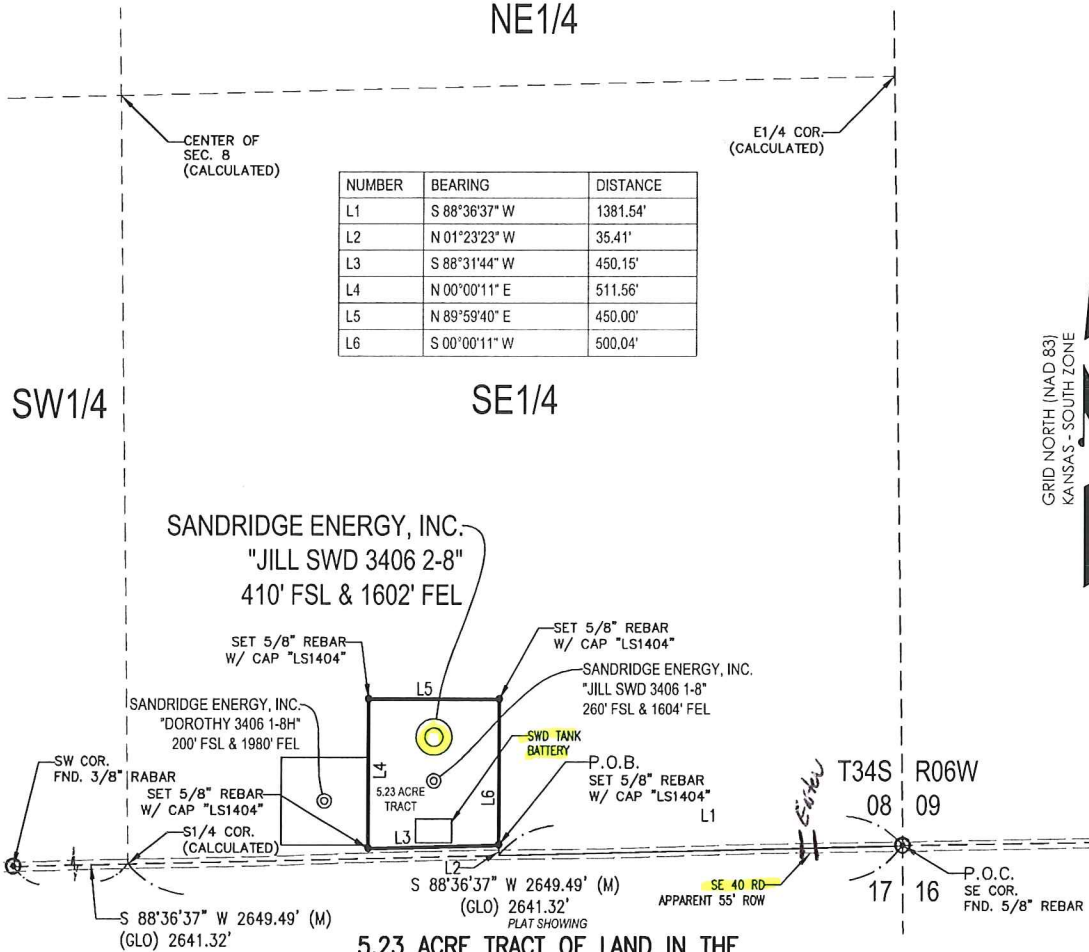 NE1/4
CENTER OF
SEC. 8
(CALCULATED)
E1/4 COR.
(CALCULATED)
NUMBER BEARING DISTANCE
L1 S 88°36'37" W 1381.54'
L2 N 01°23'23" W 35.41'
L3 S 88°31'44" W 450.15'
L4 N 00°00'11" E 511.56'
L5 N 89°59'40" E 450.00'
L6 S 00°00'11" W 500.04'
GRID NORTH (NAD 83)
KANSAS - SOUTH ZONE
SW1/4
SE1/4
SANDRIDGE ENERGY, INC.
"JILL SWD 3406 2-8"
410' FSL & 1602' FEL
SET 5/8" REBAR
W/ CAP "LS1404"
SET 5/8" REBAR
W/ CAP "LS1404"
L5
SANDRIDGE ENERGY, INC.
"JILL SWD 3406 1-8"
260' FSL & 1604' FEL
SANDRIDGE ENERGY, INC.
"DOROTHY 3406 1-8H"
200' FSL & 1980' FEL
SWD TANK
BATTERY
L4
5.23 ACRE
TRACT
L6
P.O.B.
SET 5/8" REBAR
W/ CAP "LS1404"
SW COR.
FND. 3/8" RABAR
SET 5/8" REBAR
W/ CAP "LS1404"
S1/4 COR.
(CALCULATED)
L3
L1
T34S R06W
08 09
17 16
L2
S 88°36'37" W 2649.49' (M)
(GLO) 2641.32'
PLAT SHOWING
SE 40 RD
APPARENT 55' ROW
P.O.C.
SE COR.
FND. 5/8" REBAR
S 88°36'37" W 2649.49' (M)
(GLO) 2641.32'
5.23 ACRE TRACT OF LAND IN THE